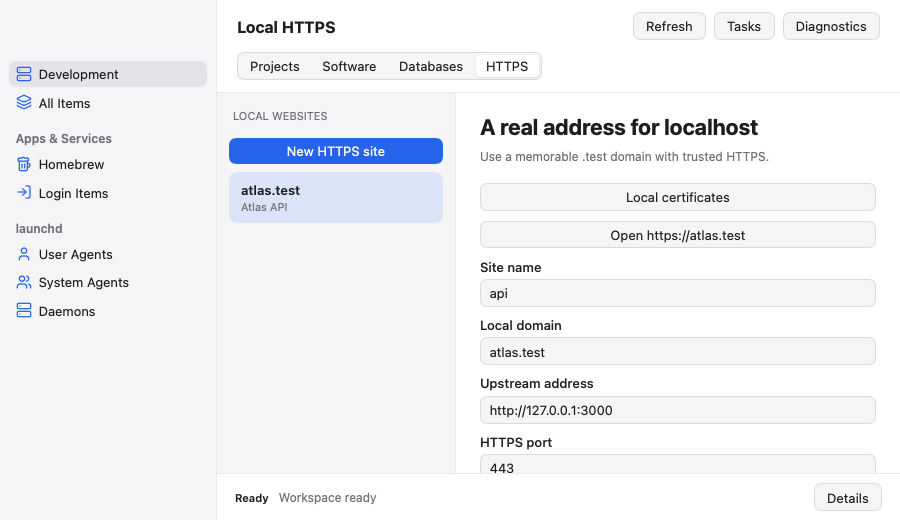 Local HTTPS
Refresh
Tasks
Diagnostics
Projects
Software
Databases
HTTPS
Development
All Items
Apps & Services
Homebrew
Login Items
launchd
User Agents
System Agents
Daemons
LOCAL WEBSITES
New HTTPS site
atlas.test
Atlas API
A real address for localhost
Use a memorable .test domain with trusted HTTPS.
Local certificates
Open https://atlas.test
Site name
api
Local domain
atlas.test
Upstream address
http://127.0.0.1:3000
HTTPS port
443
Ready
Workspace ready
Details